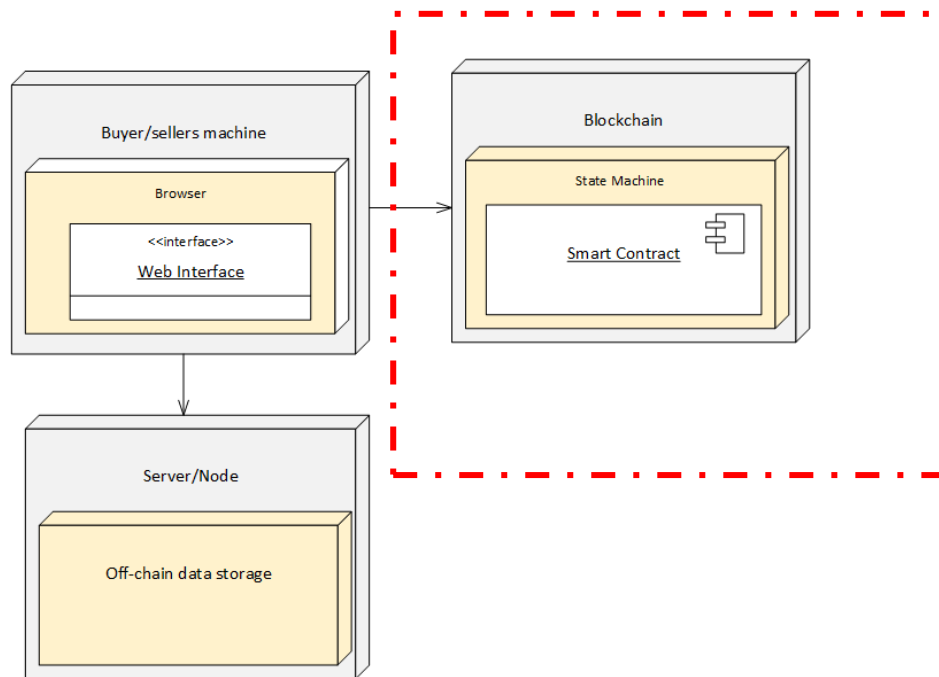 Buyer/sellers machine
Browser
<<interface>>
Web Interface
Blockchain
State Machine
Smart Contract
Server/Node
Off-chain data storage